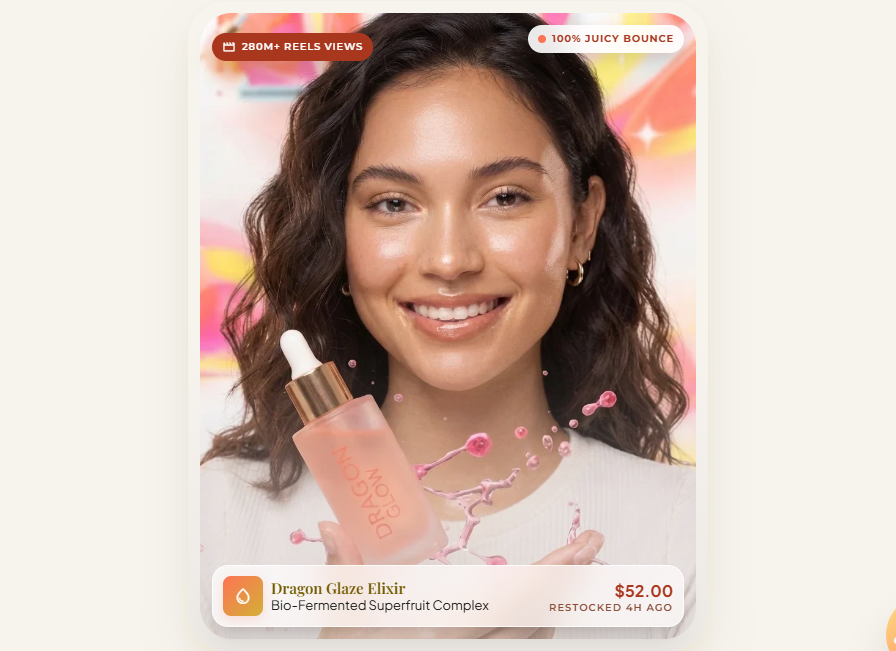 280M+ REELS VIEWS
100% JUICY BOUNCE
DRAGON
GLOW
Dragon Glaze Elixir
$52.00
Bio-Fermented Superfruit Complex
RESTOCKED 4H AGO